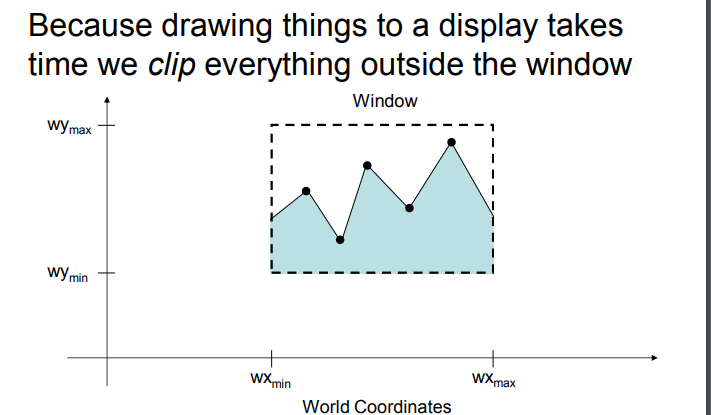 Because drawing things to a display takes
time we clip everything outside the window
Window
wymax
wymin
wxmin
wxmax
World Coordinates